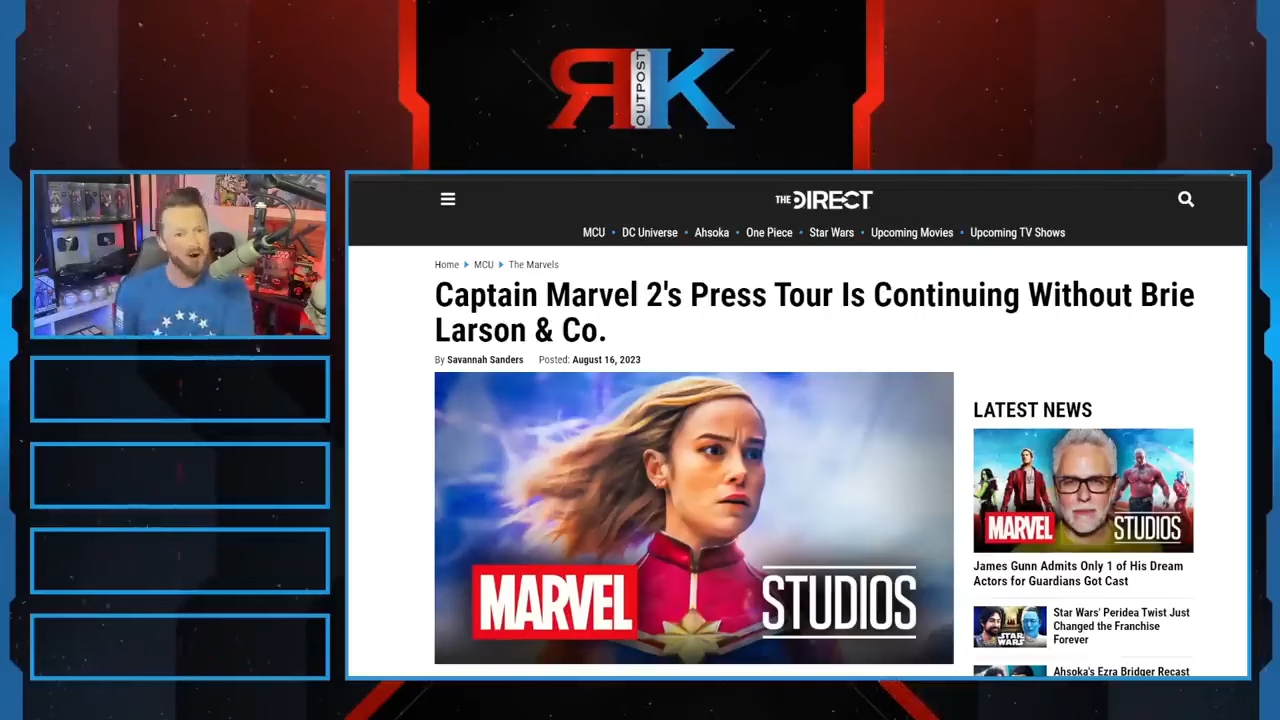 RK
OUTPOST
THE DIRECT
MCU • DC Universe • Ahsoka • One Piece • Star Wars • Upcoming Movies • Upcoming TV Shows
Home MCU The Marvels
Captain Marvel 2's Press Tour Is Continuing Without Brie
Larson & Co.
By Savannah Sanders Posted: August 16, 2023
MARVEL STUDIOS
LATEST NEWS
MARVEL STUDIOS
James Gunn Admits Only 1 of His Dream
Actors for Guardians Got Cast
STAR WARS
Star Wars' Peridea Twist Just
Changed the Franchise
Forever
Ahsoka's Ezra Bridger Recast